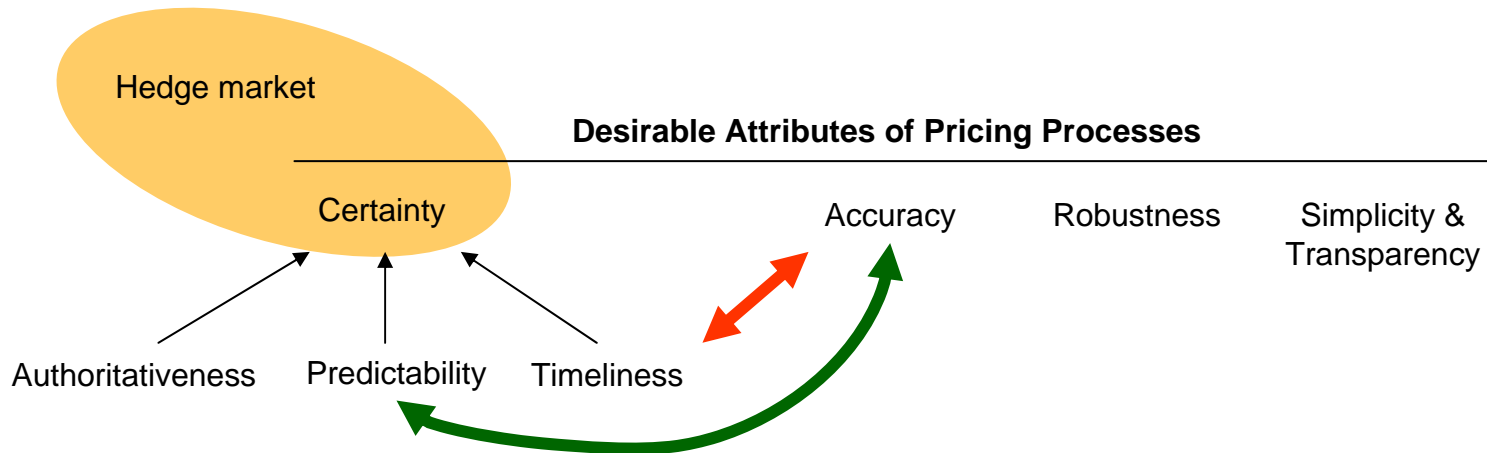 Hedge market
Desirable Attributes of Pricing Processes
Certainty
Accuracy
Robustness
Simplicity &
Transparency
Authoritativeness
Predictability
Timeliness